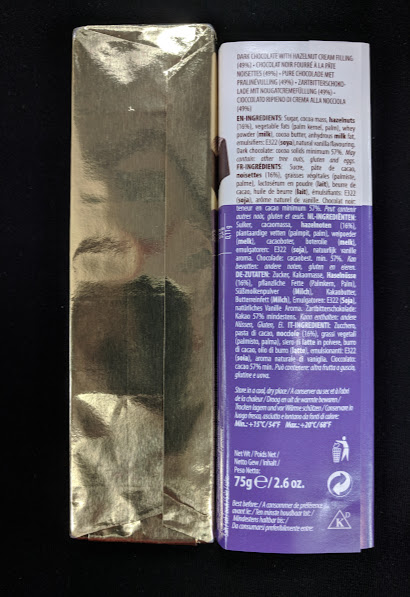 DARK CHOCOLATE WITH HAZELNUT CREAM FILLING
(49%) • CHOCOLAT NOIR FOURRÉ À LA PÂTE
NOISETTES (49%) • PURE CHOCOLADE MET
PRALINÉVULLING (49%) • ZARTBITTERSCHOKO-
LADE MIT NOUGATCREMEFÜLLUNG (49%) •
CIOCCOLATO RIPIENO DI CREMA ALLA NOCCIOLA
(49%)
EN-INGREDIENTS: Sugar, cocoa mass, hazelnuts
(16%), vegetable fats (palm kernel, palm), whey
powder (milk), cocoa butter, anhydrous milk fat,
emulsifiers: E322 (soya), natural vanilla flavouring.
Dark chocolate: cocoa solids minimum 57%. May
contain: other tree nuts, gluten and eggs.
FR-INGRÉDIENTS: Sucre, pâte de cacao,
noisettes (16%), graisses végétales (palmiste,
palme), lactosérum en poudre (lait), beurre de
cacao, huile de beurre (lait), émulsifiants: E322
(soja), arôme naturel de vanille. Chocolat noir:
teneur en cacao minimum 57%. Peut contenir
autres noix, gluten et œufs. NL-INGREDIËNTEN:
Suiker, cacaomassa, hazelnoten (16%),
plantaardige vetten (palmpit, palm), weipoeder
(melk), cacaoboter, boterolie (melk),
emulgatoren: E322 (soja), natuurlijk vanille
aroma. Chocolade: cacaobest. min. 57%. Kan
bevatten: andere noten, gluten en eieren.
DE-ZUTATEN: Zucker, Kakaomasse, Haselnüsse
(16%), pflanzliche Fette (Palmkern, Palm),
Süßmolkenpulver (Milch), Kakaobutter,
Butterreinfett (Milch), Emulgatoren: E322 (Soja),
natürliches Vanille Aroma. Zartbitterschokolade:
Kakao 57% mindestens. Kann enthalten: andere
Nüsse, Gluten, Ei. IT-INGREDIENTI: Zucchero,
pasta di cacao, nocciole (16%), grassi vegetali
(palmisto, palma), siero di latte in polvere, burro
di cacao, olio di burro (latte), emulsionanti: E322
(soia), aroma naturale di vaniglia. Cioccolato:
cacao 57% min. Può contenere: altra frutta a guscio,
glutine e uova.
Store in a cool, dry place / A conserver au sec et à l'abri
de la chaleur / Droog en uit de warmte bewaren /
Trocken lagern und vor Wärme schützen / Conservare in
luogo fresco, asciutto e lontano da fonti di calore:
Min.: +15°C/54°F Max.: +20°C/68°F
Net Wt / Poids Net /
Netto Gew / Inhalt /
Peso Netto:
75g ℮ / 2.6 oz.
Best before: / A consommer de préférence
avant le: / Ten minste houdbaar tot: /
Mindestens haltbar bis: /
Da consumarsi preferibilmente entro:
K